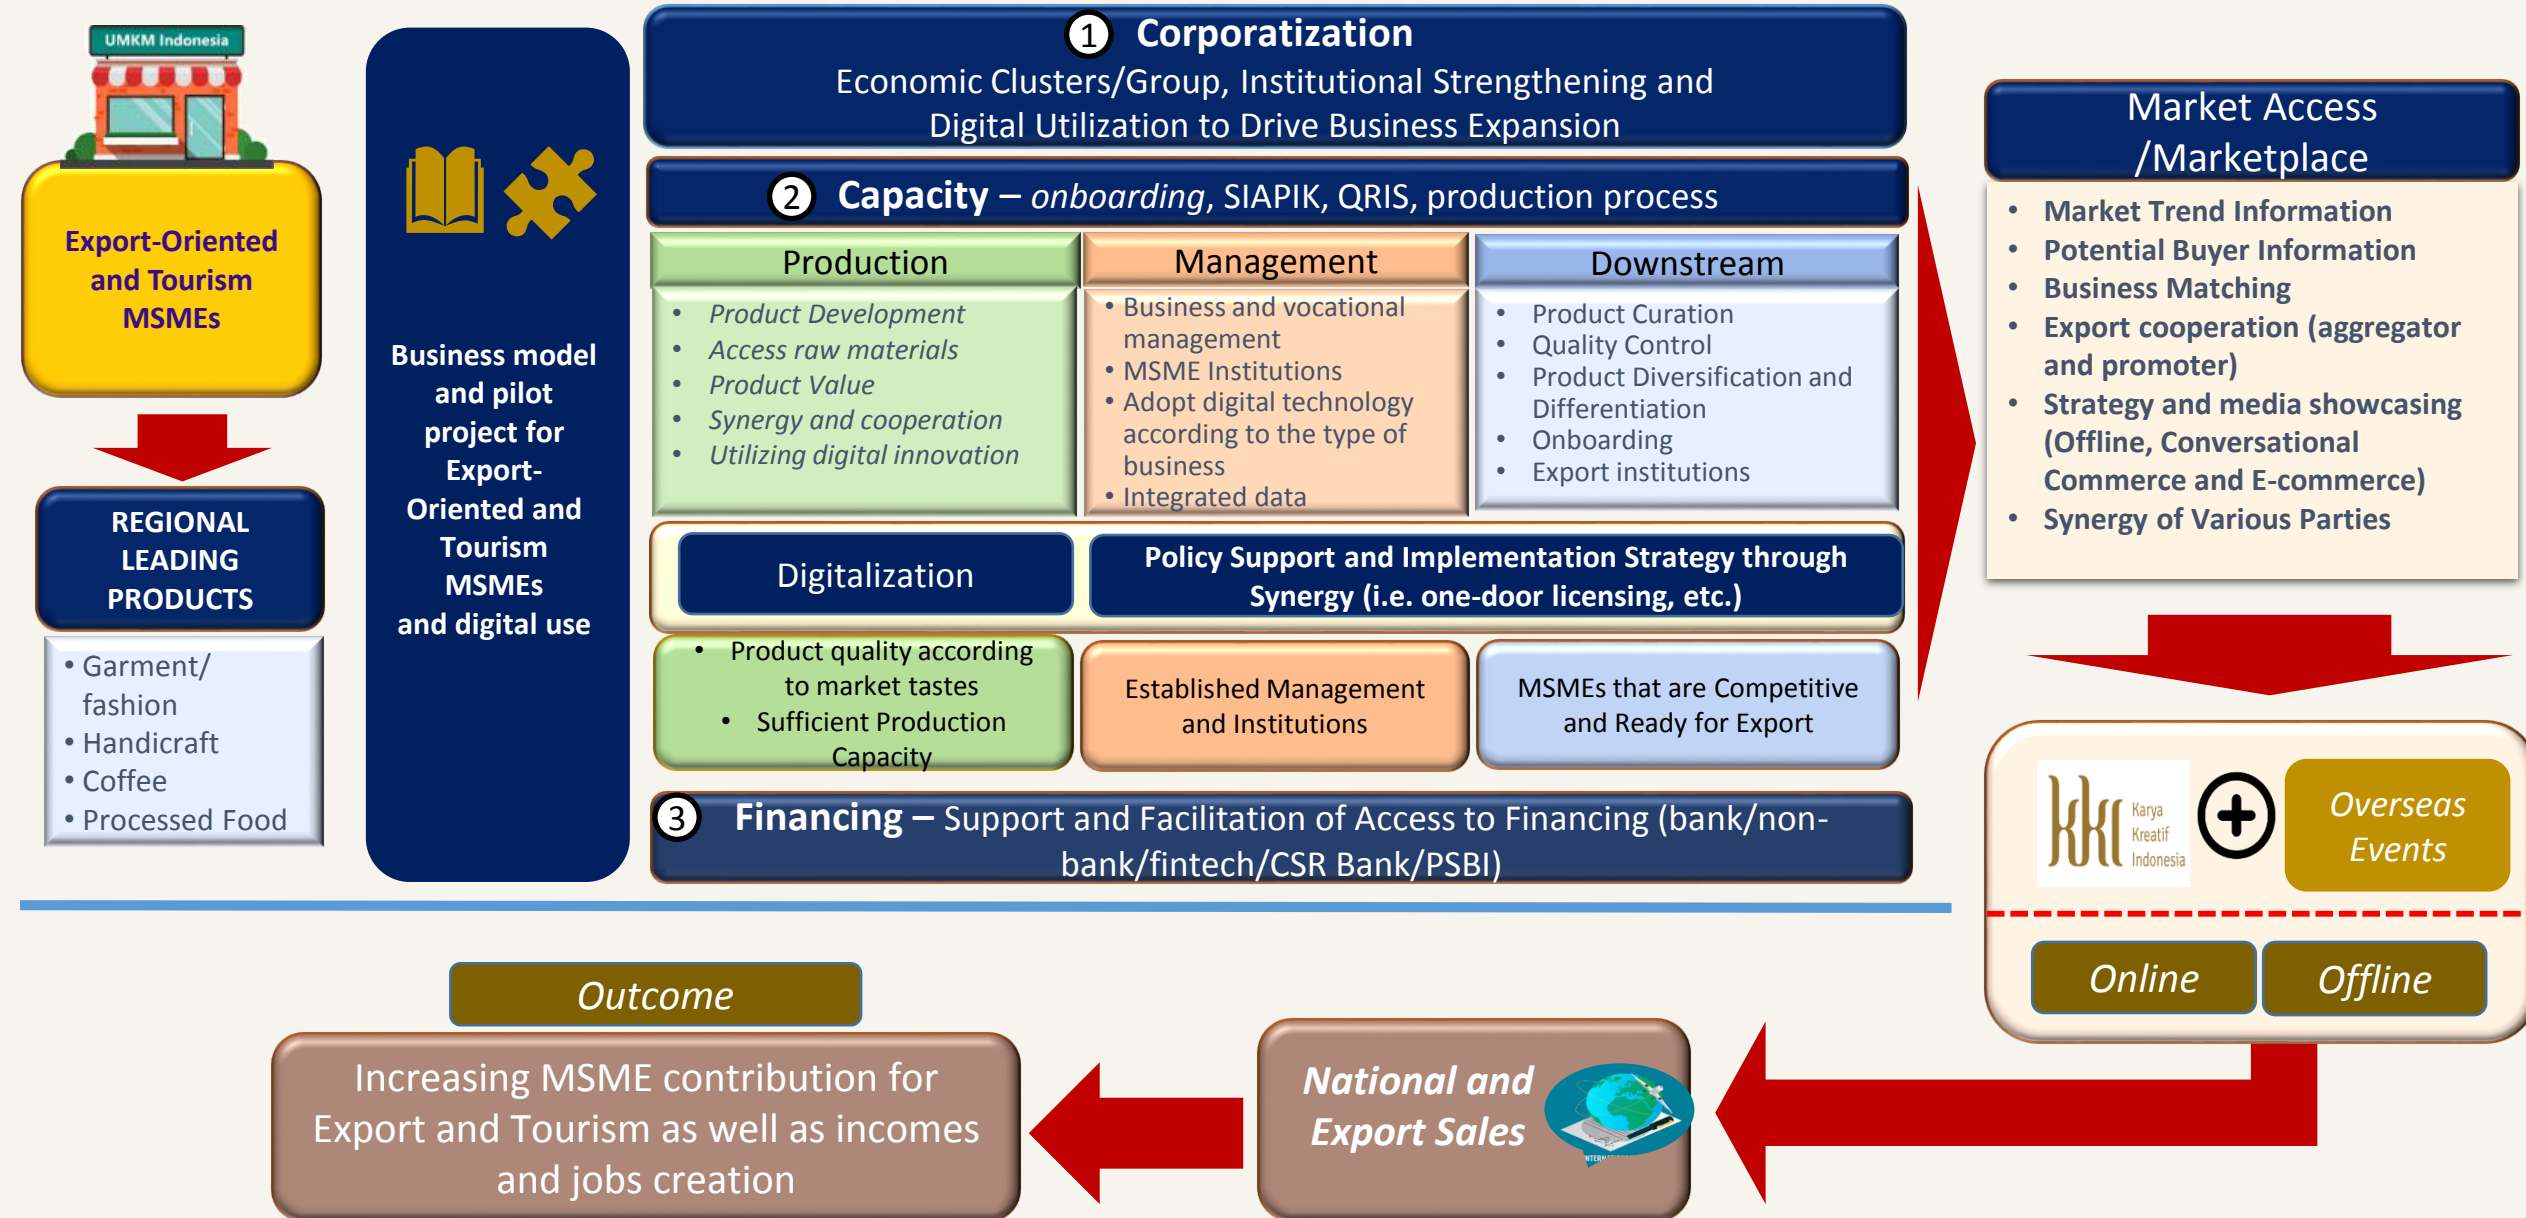 UMKM Indonesia
Export-Oriented
and Tourism
MSMEs
REGIONAL
LEADING
PRODUCTS
• Garment/
fashion
• Handicraft
• Coffee
• Processed Food
Business model
and pilot
project for
Export-
Oriented and
Tourism
MSMEs
and digital use
1 Corporatization
Economic Clusters/Group, Institutional Strengthening and
Digital Utilization to Drive Business Expansion
2 Capacity – onboarding, SIAPIK, QRIS, production process
Production
• Product Development
• Access raw materials
• Product Value
• Synergy and cooperation
• Utilizing digital innovation
Management
• Business and vocational
management
• MSME Institutions
• Adopt digital technology
according to the type of
business
• Integrated data
Downstream
• Product Curation
• Quality Control
• Product Diversification and
Differentiation
• Onboarding
• Export institutions
Digitalization
Policy Support and Implementation Strategy through
Synergy (i.e. one-door licensing, etc.)
• Product quality according
to market tastes
• Sufficient Production
Capacity
Established Management
and Institutions
MSMEs that are Competitive
and Ready for Export
3 Financing – Support and Facilitation of Access to Financing (bank/non-
bank/fintech/CSR Bank/PSBI)
Market Access
/Marketplace
• Market Trend Information
• Potential Buyer Information
• Business Matching
• Export cooperation (aggregator
and promoter)
• Strategy and media showcasing
(Offline, Conversational
Commerce and E-commerce)
• Synergy of Various Parties
kki
Karya
Kreatif
Indonesia
Overseas
Events
Online
Offline
National and
Export Sales
Outcome
Increasing MSME contribution for
Export and Tourism as well as incomes
and jobs creation